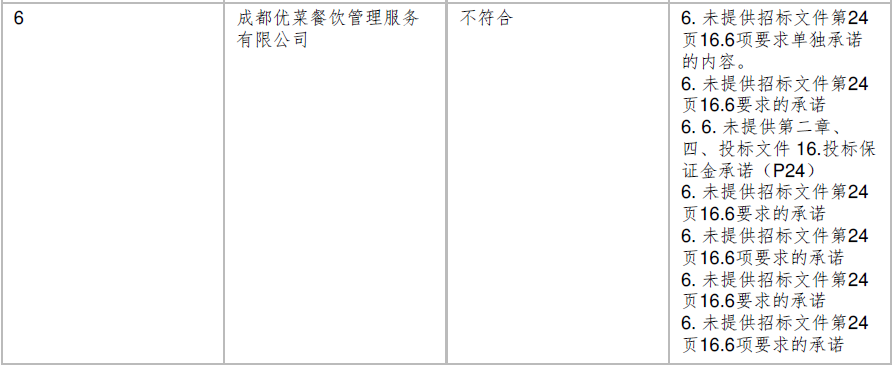 6
成都优菜餐饮管理服务
有限公司
不符合
6. 未提供招标文件第24
页16.6项要求单独承诺
的内容。
6. 未提供招标文件第24
页16.6要求的承诺
6. 6. 未提供第二章、
四、投标文件 16.投标保
证金承诺（P24）
6. 未提供招标文件第24
页16.6要求的承诺
6. 未提供招标文件第24
页16.6项要求的承诺
6. 未提供招标文件第24
页16.6要求的承诺
6. 未提供招标文件第24
页16.6项要求的承诺